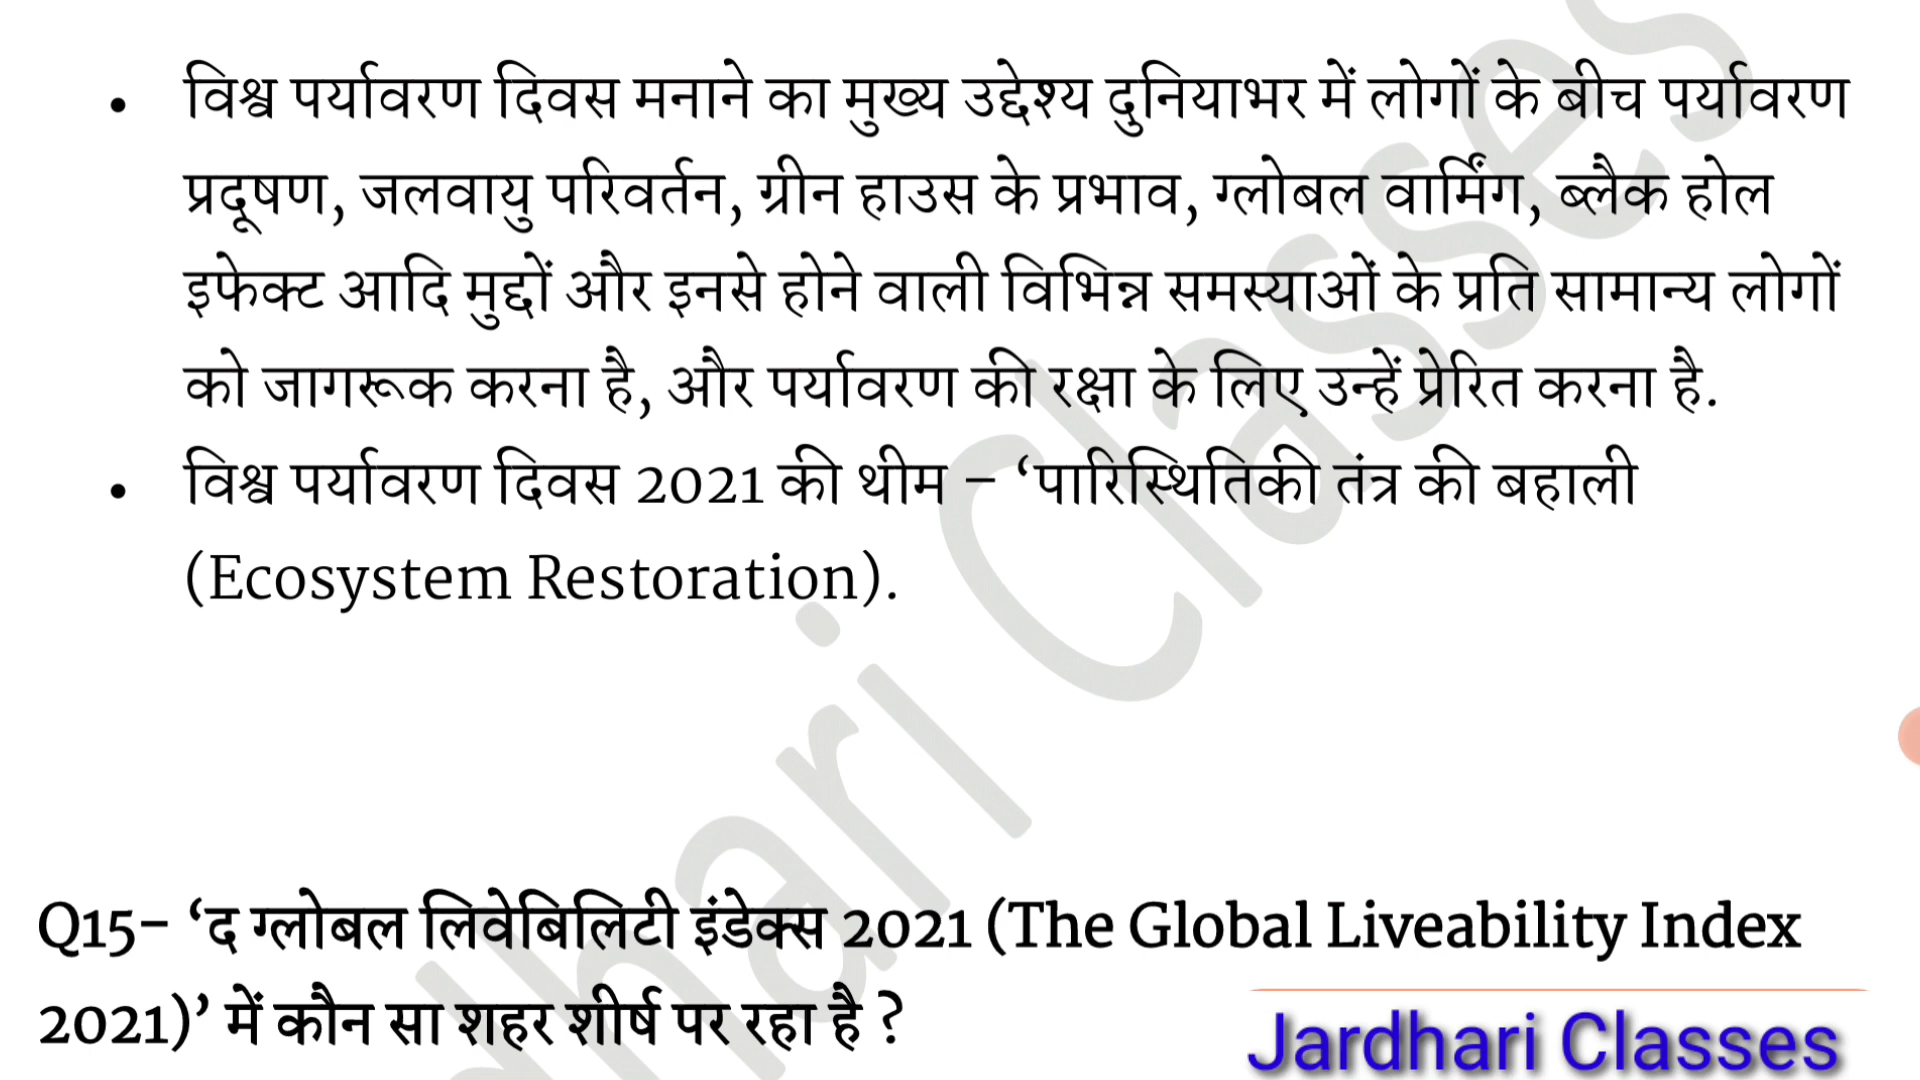 • विश्व पर्यावरण दिवस मनाने का मुख्य उद्देश्य दुनियाभर में लोगों के बीच पर्यावरण
प्रदूषण, जलवायु परिवर्तन, ग्रीन हाउस के प्रभाव, ग्लोबल वार्मिंग, ब्लैक होल
इफेक्ट आदि मुद्दों और इनसे होने वाली विभिन्न समस्याओं के प्रति सामान्य लोगों
को जागरूक करना है, और पर्यावरण की रक्षा के लिए उन्हें प्रेरित करना है.
• विश्व पर्यावरण दिवस 2021 की थीम – ‘पारिस्थितिकी तंत्र की बहाली
(Ecosystem Restoration).
Q15- ‘द ग्लोबल लिवेबिलिटी इंडेक्स 2021 (The Global Liveability Index
2021)’ में कौन सा शहर शीर्ष पर रहा है ?
Jardhari Classes
dhari Classes